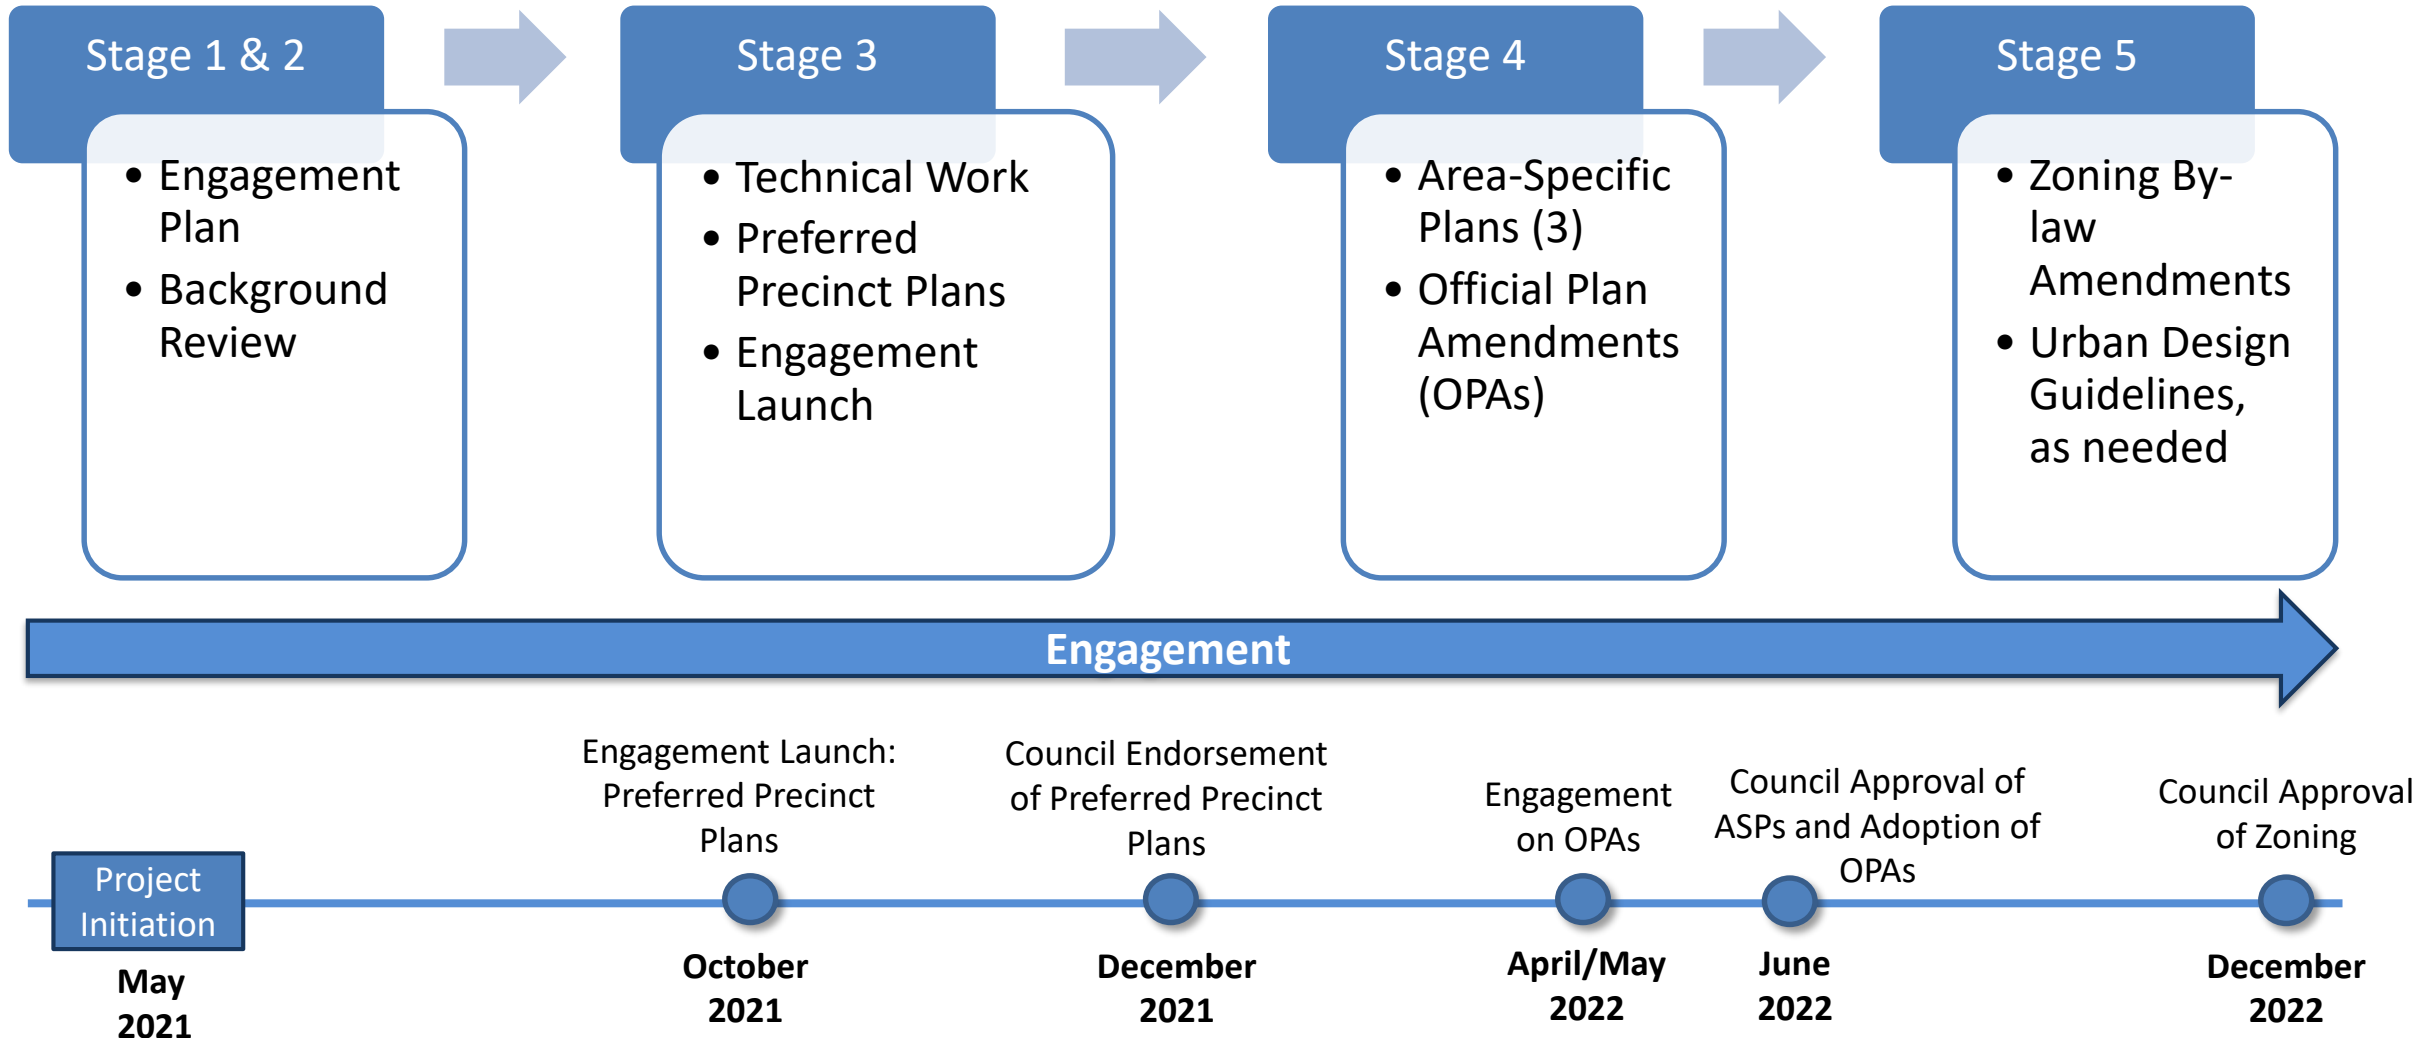 Stage 1 & 2
• Engagement
Plan
• Background
Review
Stage 3
• Technical Work
• Preferred
Precinct Plans
• Engagement
Launch
Stage 4
• Area-Specific
Plans (3)
• Official Plan
Amendments
(OPAs)
Stage 5
• Zoning By-
law
Amendments
• Urban Design
Guidelines,
as needed
Engagement
Project
Initiation
May
2021
Engagement Launch:
Preferred Precinct
Plans
October
2021
Council Endorsement
of Preferred Precinct
Plans
December
2021
Engagement
on OPAs
April/May
2022
Council Approval of
ASPs and Adoption of
OPAs
June
2022
Council Approval
of Zoning
December
2022